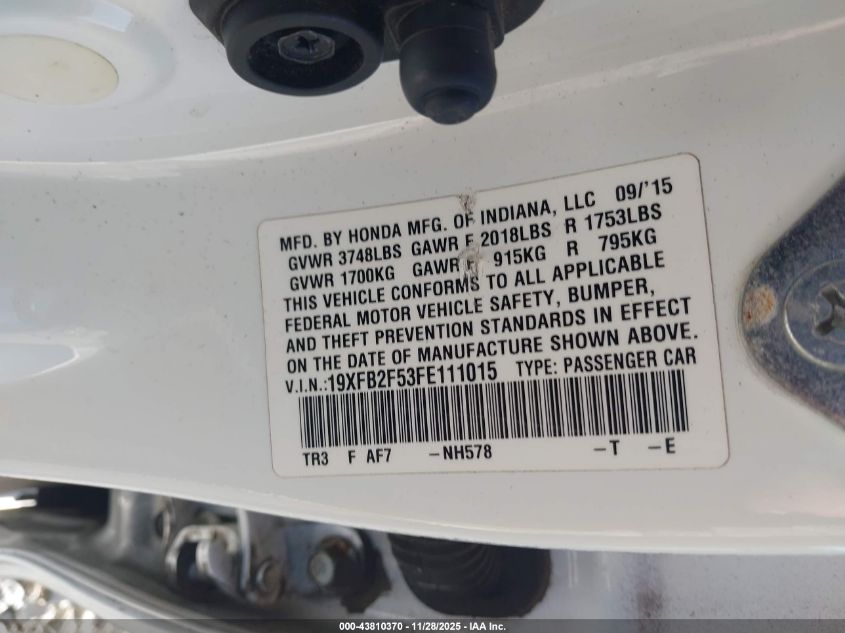 MFD. BY HONDA MFG. OF INDIANA, LLC 09/'15
GVWR 3748LBS GAWR F 2018LBS R 1753LBS
GVWR 1700KG GAWR 915KG R 795KG
THIS VEHICLE CONFORMS TO ALL APPLICABLE
FEDERAL MOTOR VEHICLE SAFETY, BUMPER,
AND THEFT PREVENTION STANDARDS IN EFFECT
ON THE DATE OF MANUFACTURE SHOWN ABOVE.
V.I.N.:19XFB2F53FE111015 TYPE: PASSENGER CAR
TR3 F AF7 -NH578 -T -E
000-43810370 - 11/28/2025 - IAA Inc.